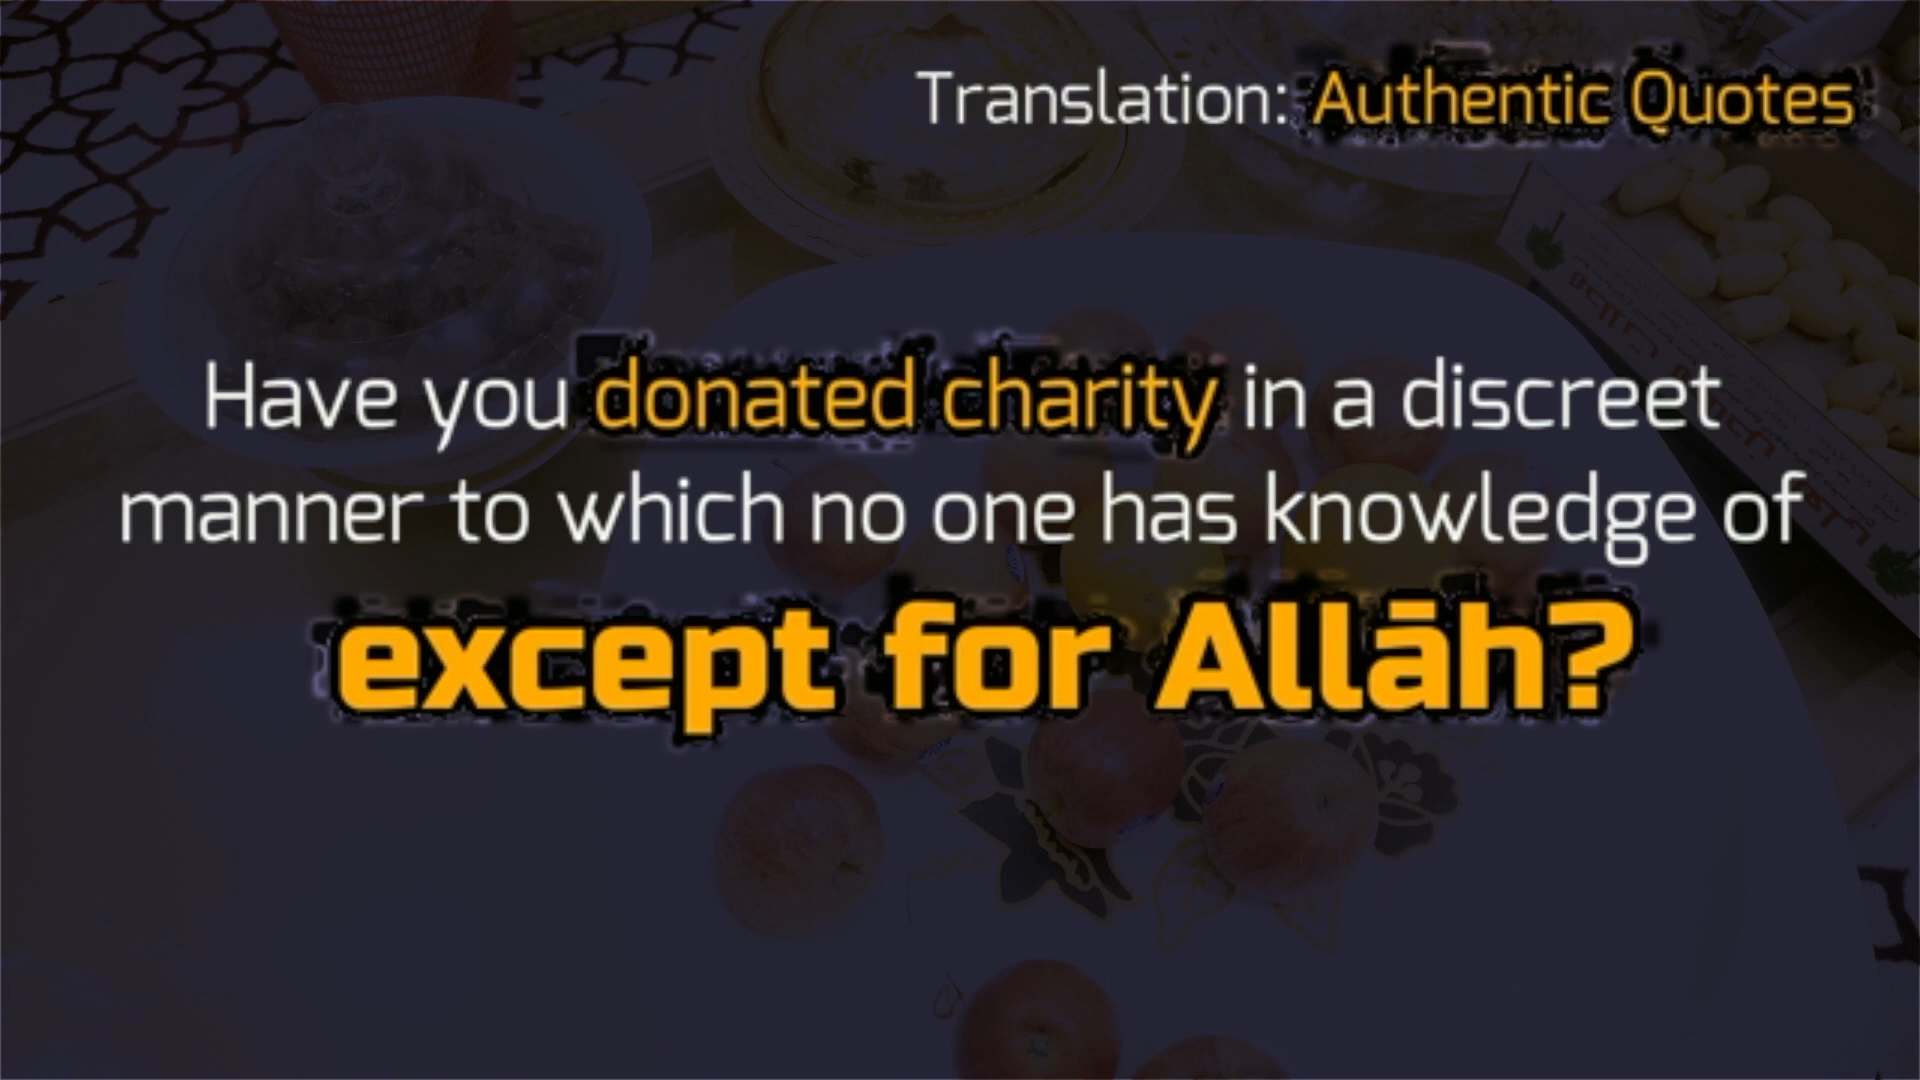 Translation: Authentic Quotes
Have you donated charity in a discreet
manner to which no one has knowledge of
except for Allāh?